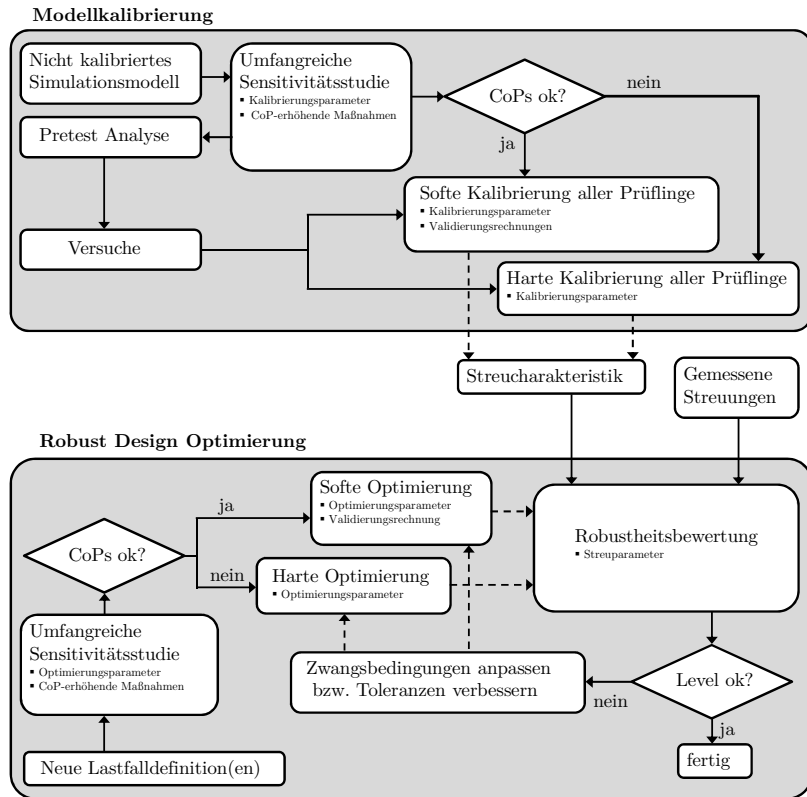 Modellkalibrierung
Nicht kalibriertes
Simulationsmodell
Umfangreiche
Sensitivitätsstudie
▪ Kalibrierungsparameter
▪ CoP-erhöhende Maßnahmen
CoPs ok?
nein
ja
Pretest Analyse
Softe Kalibrierung aller Prüflinge
▪ Kalibrierungsparameter
▪ Validierungsrechnungen
Versuche
Harte Kalibrierung aller Prüflinge
▪ Kalibrierungsparameter
Streucharakteristik
Gemessene
Streuungen
Robust Design Optimierung
Softe Optimierung
▪ Optimierungsparameter
▪ Validierungsrechnung
ja
CoPs ok?
nein
Harte Optimierung
▪ Optimierungsparameter
Robustheitsbewertung
▪ Streuparameter
Umfangreiche
Sensitivitätsstudie
▪ Optimierungsparameter
▪ CoP-erhöhende Maßnahmen
Zwangsbedingungen anpassen
bzw. Toleranzen verbessern
nein
Level ok?
ja
fertig
Neue Lastfalldefinition(en)